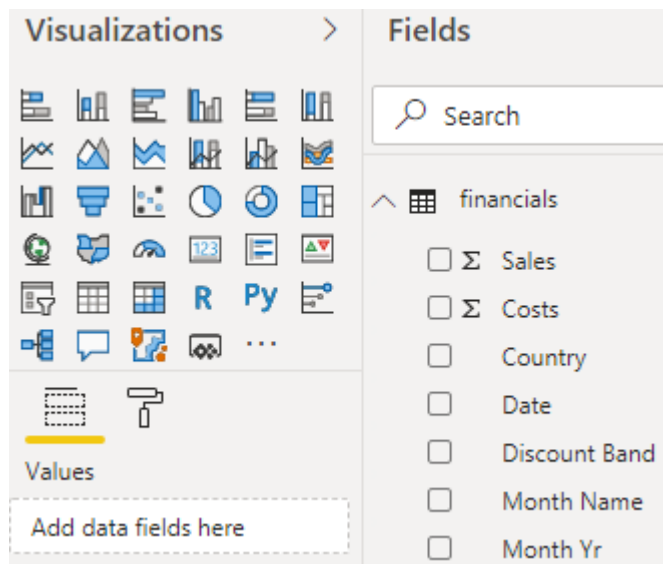 Visualizations
Fields
Search
financials
123
R Py
Σ Sales
Σ Costs
Country
Date
Discount Band
Month Name
Month Yr
Values
Add data fields here